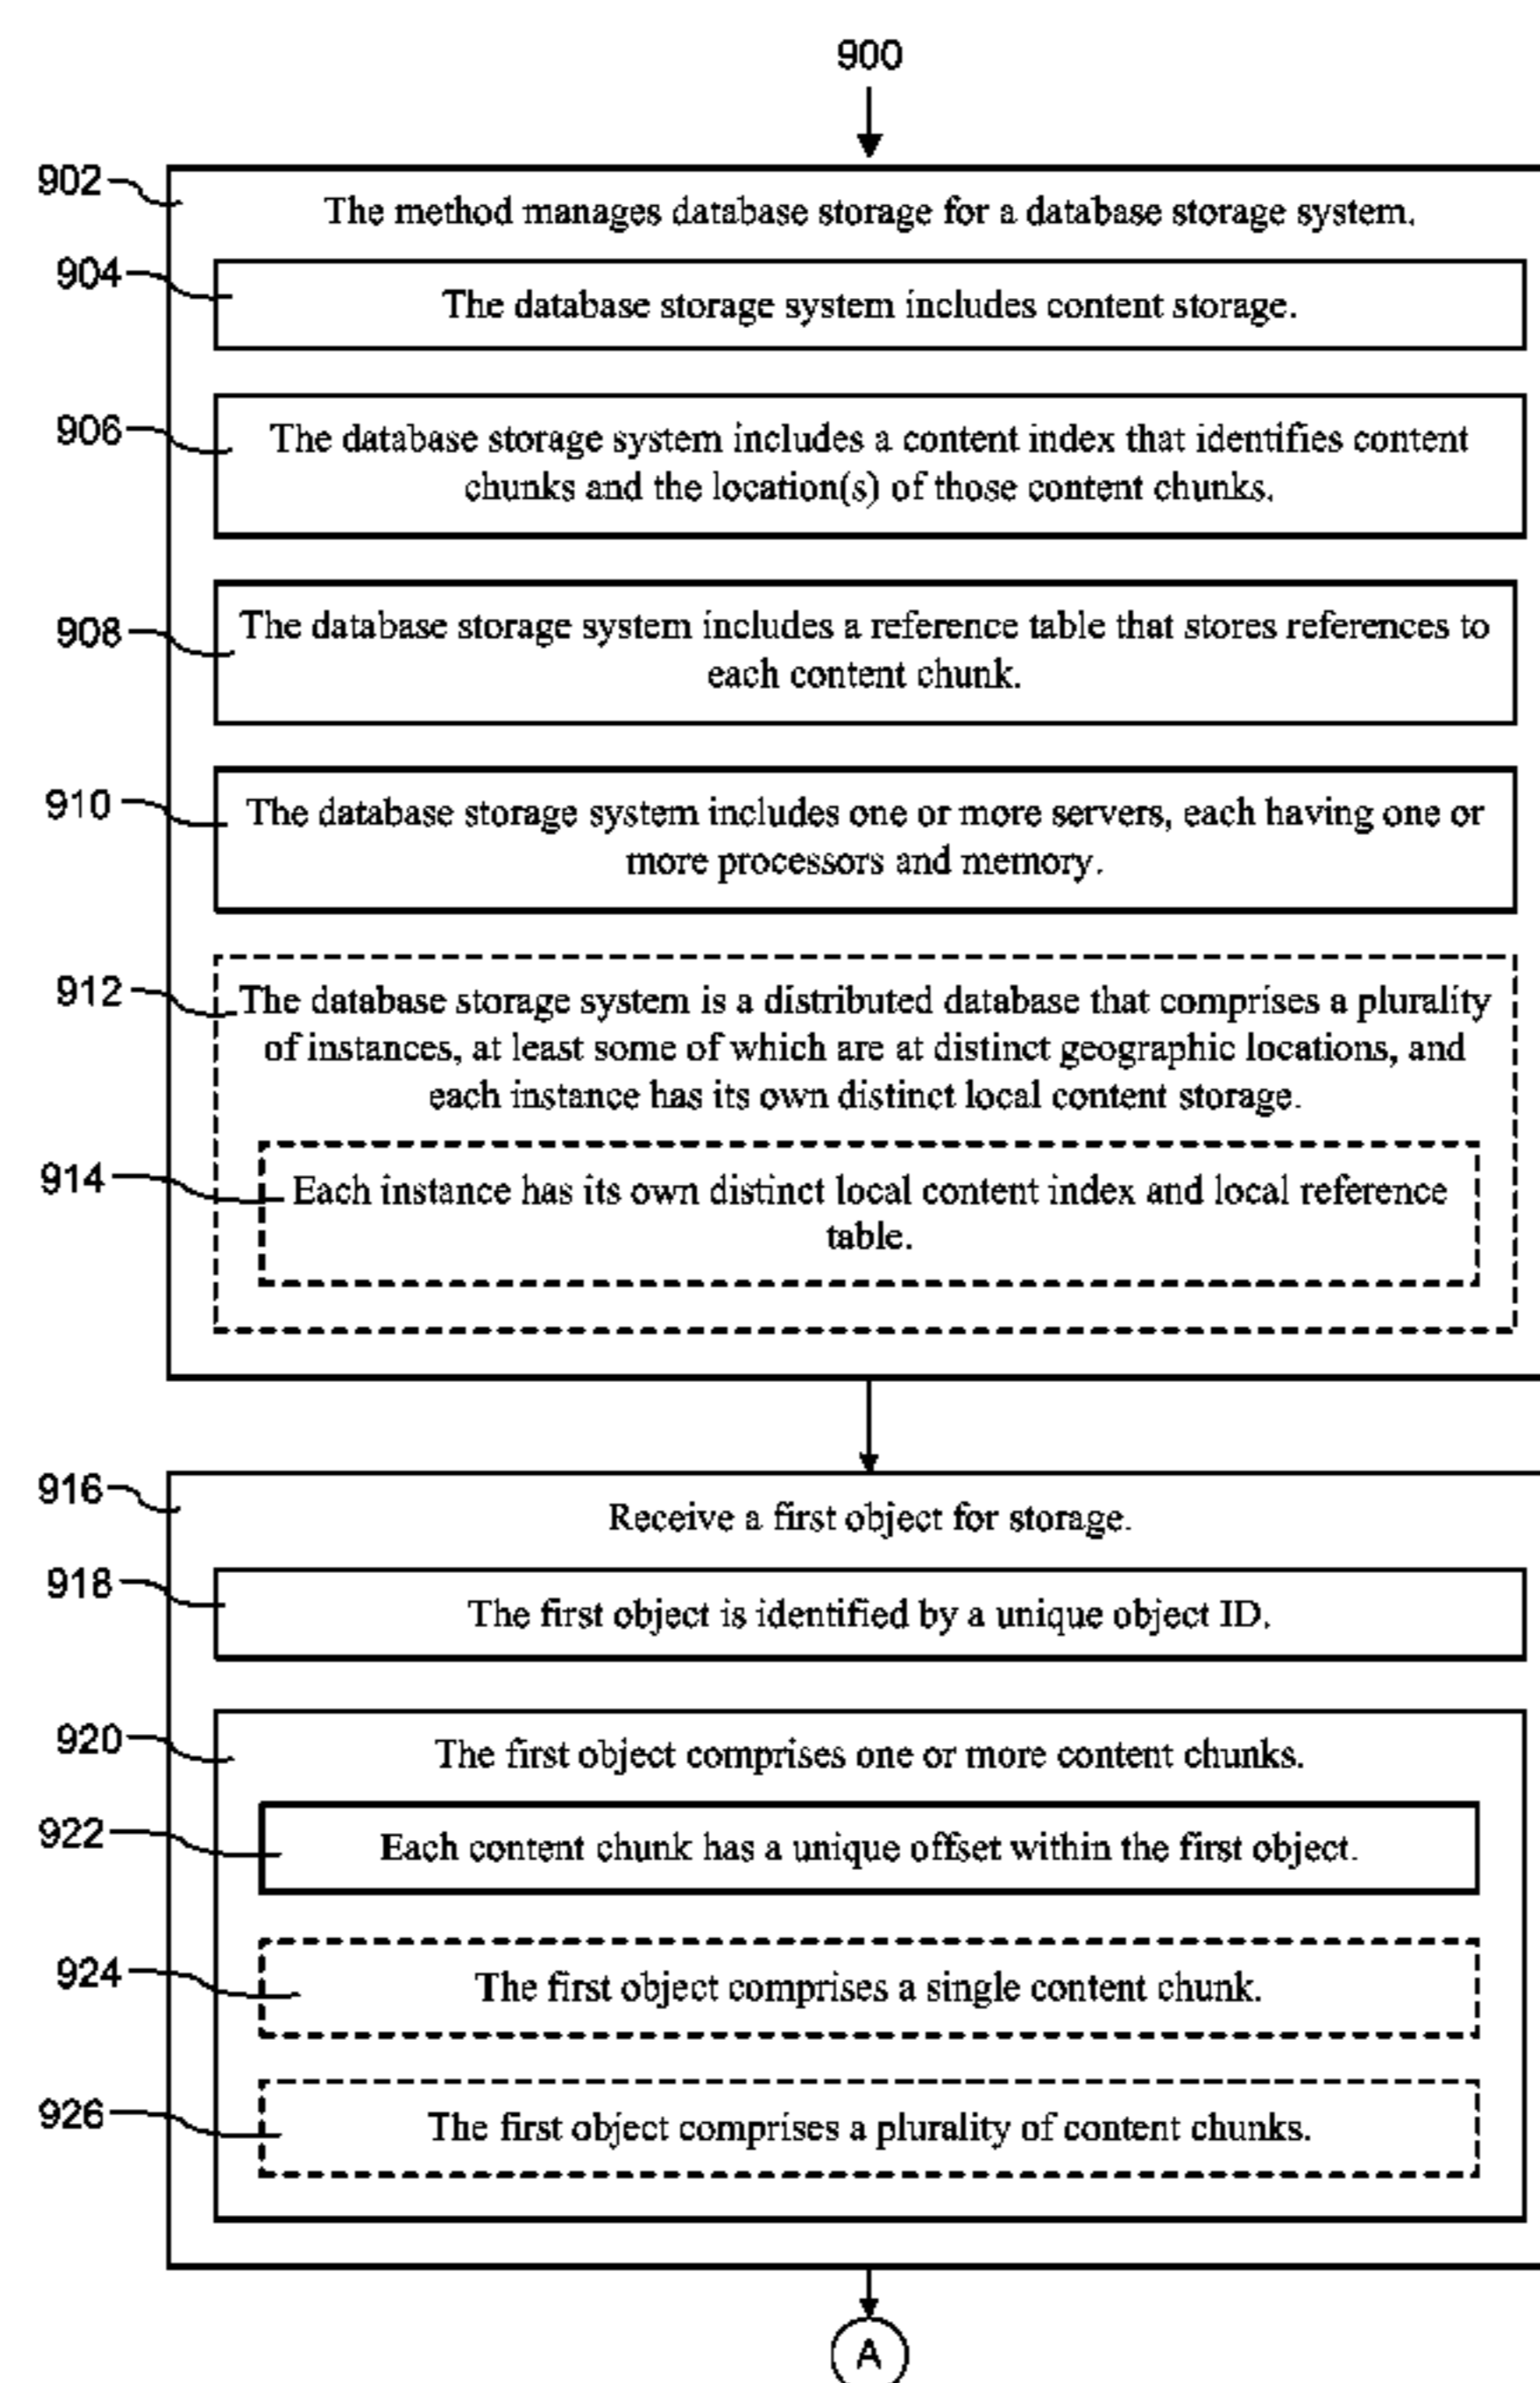 900
902
The method manages database storage for a database storage system.
904
The database storage system includes content storage.
906
The database storage system includes a content index that identifies content
chunks and the location(s) of those content chunks.
908
The database storage system includes a reference table that stores references to
each content chunk.
910
The database storage system includes one or more servers, each having one or
more processors and memory.
912
The database storage system is a distributed database that comprises a plurality
of instances, at least some of which are at distinct geographic locations, and
each instance has its own distinct local content storage.
914
Each instance has its own distinct local content index and local reference
table.
916
Receive a first object for storage.
918
The first object is identified by a unique object ID.
920
The first object comprises one or more content chunks.
922
Each content chunk has a unique offset within the first object.
924
The first object comprises a single content chunk.
926
The first object comprises a plurality of content chunks.
A